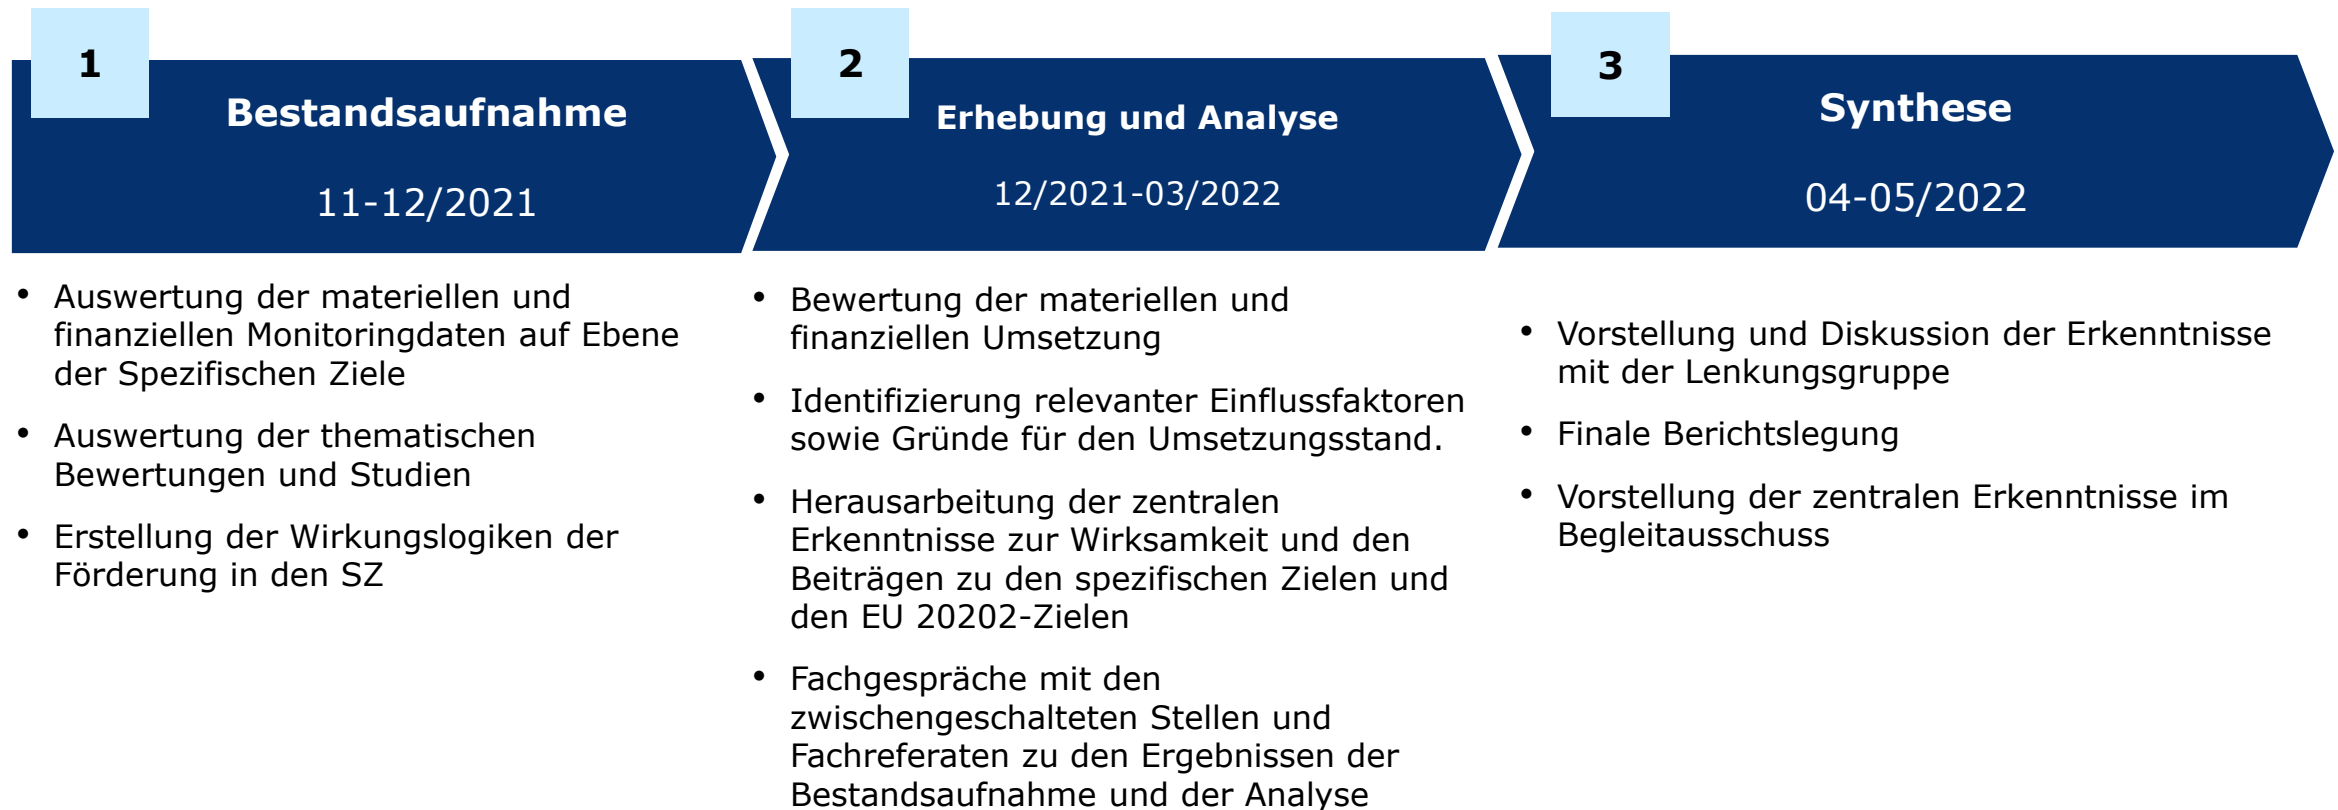 1
Bestandsaufnahme
11-12/2021
• Auswertung der materiellen und
finanziellen Monitoringdaten auf Ebene
der Spezifischen Ziele
• Auswertung der thematischen
Bewertungen und Studien
• Erstellung der Wirkungslogiken der
Förderung in den SZ
2
Erhebung und Analyse
12/2021-03/2022
• Bewertung der materiellen und
finanziellen Umsetzung
• Identifizierung relevanter Einflussfaktoren
sowie Gründe für den Umsetzungsstand.
• Herausarbeitung der zentralen
Erkenntnisse zur Wirksamkeit und den
Beiträgen zu den spezifischen Zielen und
den EU 20202-Zielen
• Fachgespräche mit den
zwischengeschalteten Stellen und
Fachreferaten zu den Ergebnissen der
Bestandsaufnahme und der Analyse
3
Synthese
04-05/2022
• Vorstellung und Diskussion der Erkenntnisse
mit der Lenkungsgruppe
• Finale Berichtslegung
• Vorstellung der zentralen Erkenntnisse im
Begleitausschuss